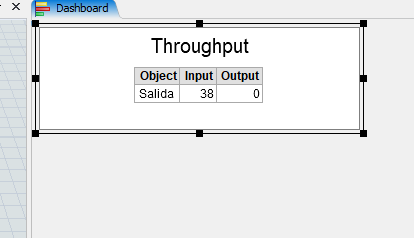 Dashboard
Throughput
Object Input Output
Salida 38 0